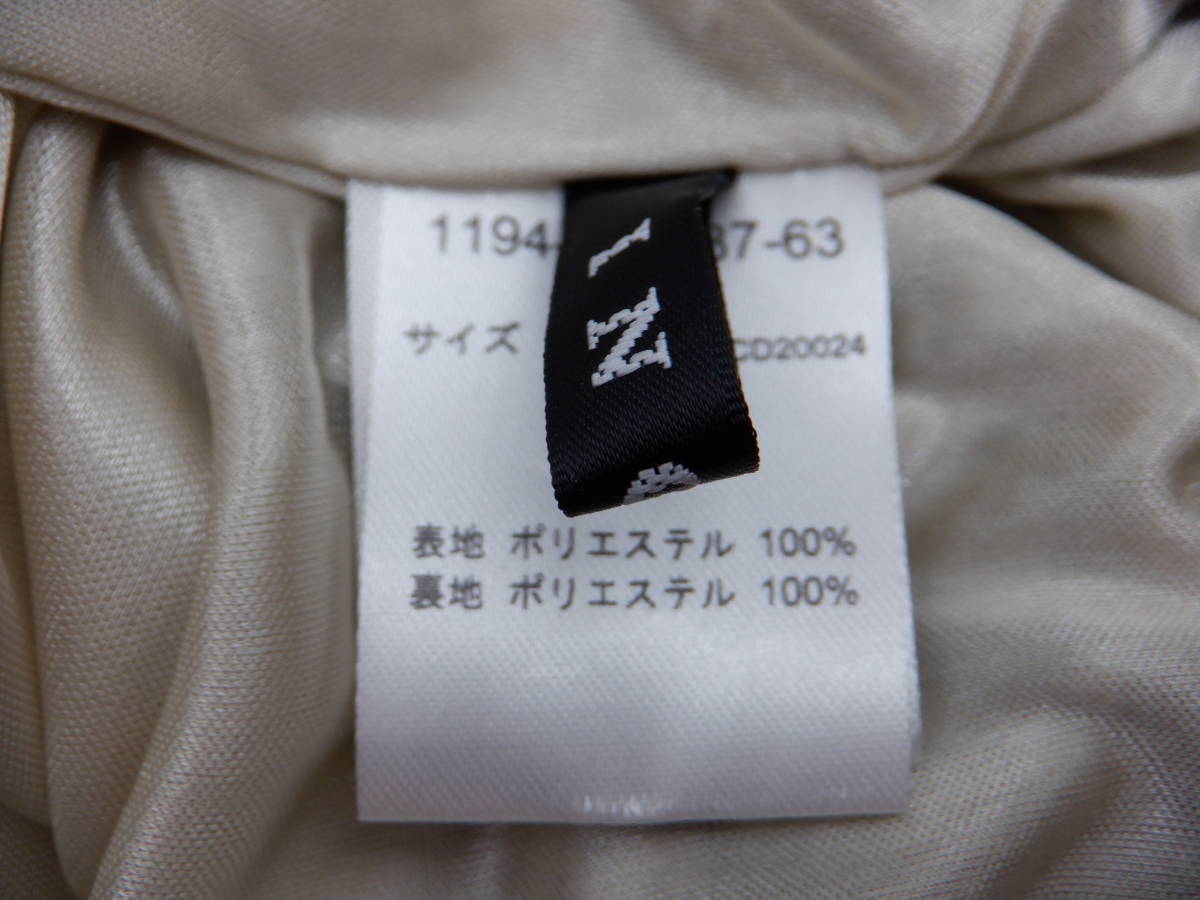 1194- 37-63
サイズ CD20024
N I
表地 ポリエステル 100%
裏地 ポリエステル 100%